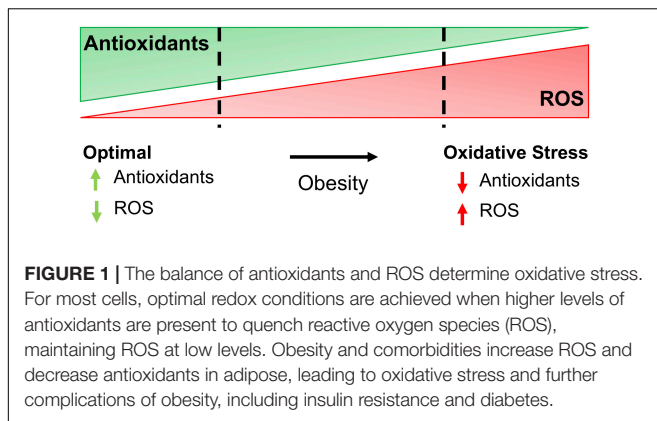 Antioxidants
ROS
Optimal
Antioxidants
ROS
Obesity
Oxidative Stress
Antioxidants
ROS
FIGURE 1 | The balance of antioxidants and ROS determine oxidative stress.
For most cells, optimal redox conditions are achieved when higher levels of
antioxidants are present to quench reactive oxygen species (ROS),
maintaining ROS at low levels. Obesity and comorbidities increase ROS and
decrease antioxidants in adipose, leading to oxidative stress and further
complications of obesity, including insulin resistance and diabetes.